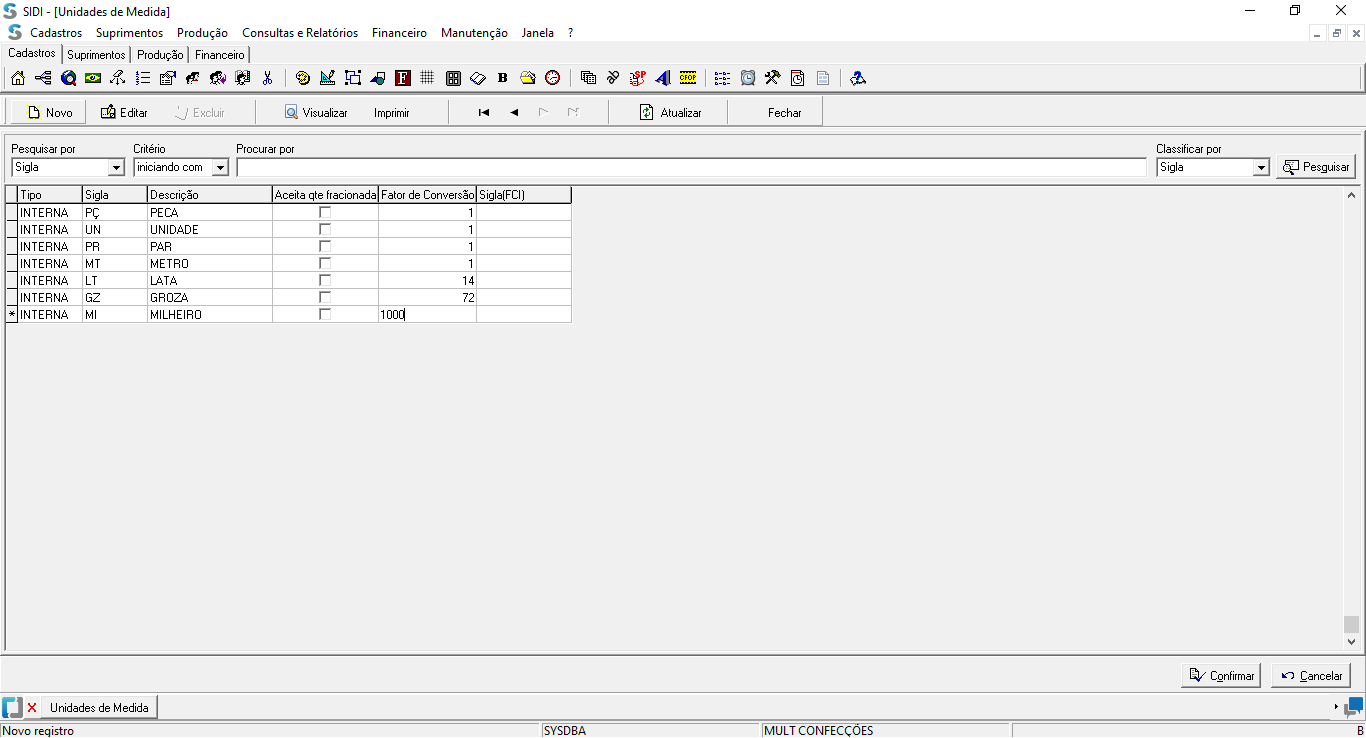 SIDI - [Unidades de Medida]
Cadastros Suprimentos Produção Consultas e Relatórios Financeiro Manutenção Janela ?
Cadastros Suprimentos Produção Financeiro
F B SP CFOP
Novo Editar Excluir Visualizar Imprimir Atualizar Fechar
Pesquisar por Critério Procurar por Classificar por
Sigla iniciando com Sigla Pesquisar
Tipo Sigla Descrição Aceita qte fracionada Fator de Conversão Sigla(FCI)
INTERNA PÇ PECA 1
INTERNA UN UNIDADE 1
INTERNA PR PAR 1
INTERNA MT METRO 1
INTERNA LT LATA 14
INTERNA GZ GROZA 72
* INTERNA MI MILHEIRO 1000
Confirmar Cancelar
Unidades de Medida
Novo registro SYSDBA MULT CONFECÇÕES B